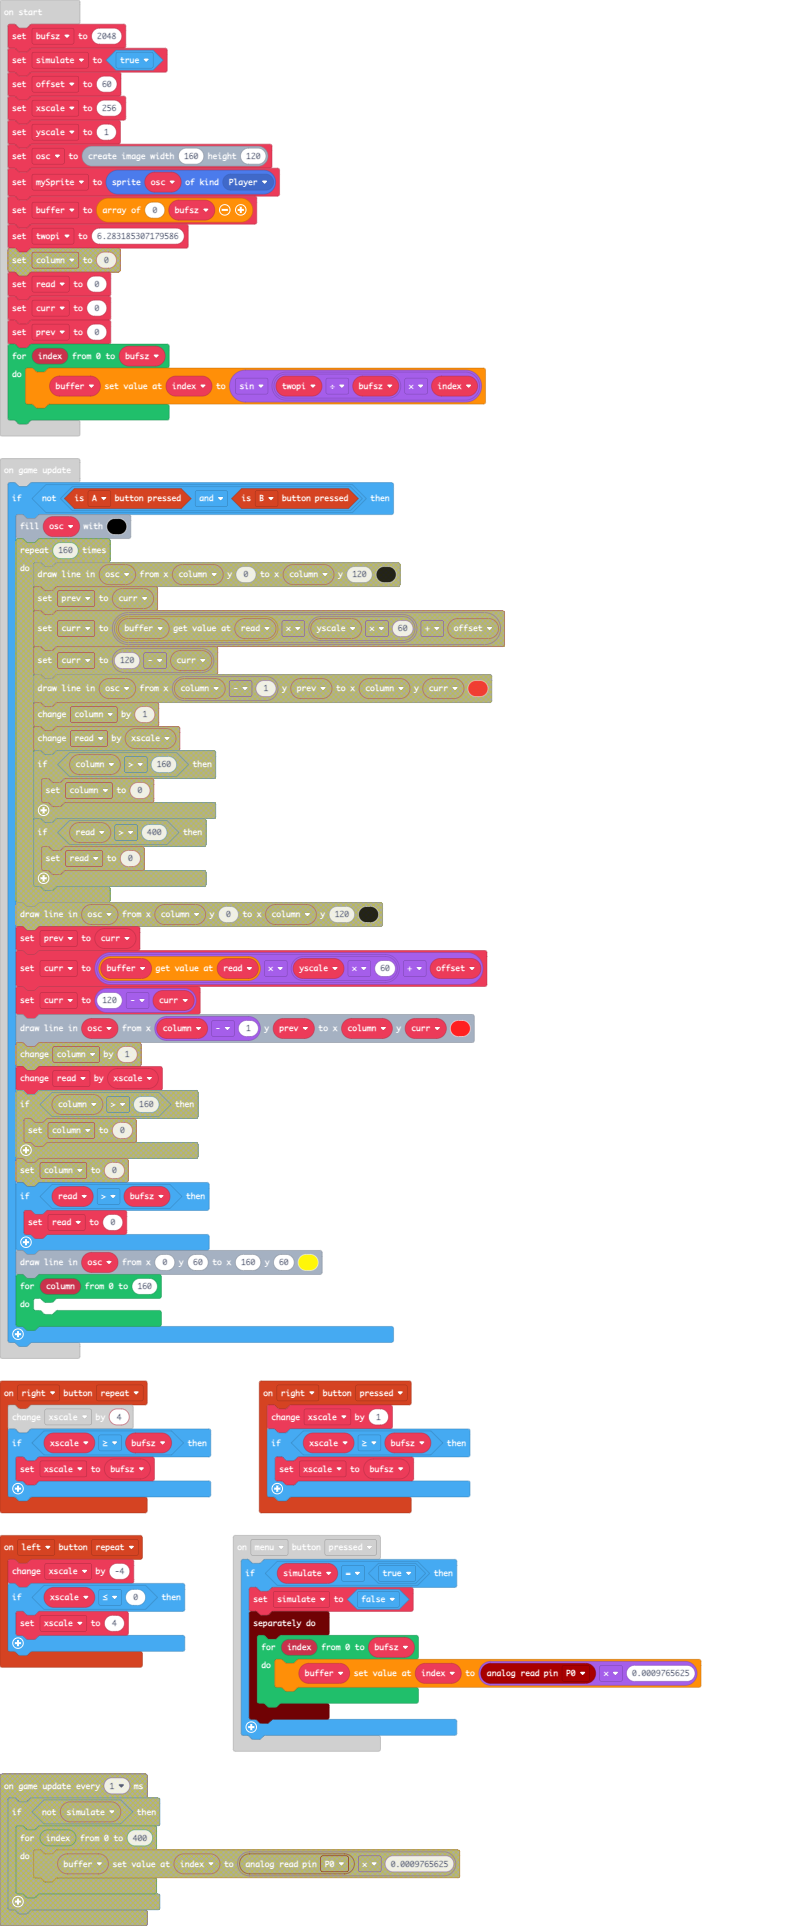 on start
set bufsz to 2048
set simulate to true
set offset to 60
set xscale to 256
set yscale to 1
set osc to create image width 160 height 120
set mySprite to sprite osc of kind Player
set buffer to array of 0 bufsz
set twopi to 6.283185307179586
set column to 0
set read to 0
set curr to 0
set prev to 0
for index from 0 to bufsz
do
buffer set value at index to sin twopi ÷ bufsz × index
on game update
if not is A button pressed and is B button pressed then
fill osc with
repeat 160 times
do
draw line in osc from x column y 0 to x column y 120
set prev to curr
set curr to buffer get value at read × yscale × 60 + offset
set curr to 120 - curr
draw line in osc from x column - 1 y prev to x column y curr
change column by 1
change read by xscale
if column > 160 then
set column to 0
if read > 400 then
set read to 0
draw line in osc from x column y 0 to x column y 120
set prev to curr
set curr to buffer get value at read × yscale × 60 + offset
set curr to 120 - curr
draw line in osc from x column - 1 y prev to x column y curr
change column by 1
change read by xscale
if column > 160 then
set column to 0
set column to 0
if read > bufsz then
set read to 0
draw line in osc from x 0 y 60 to x 160 y 60
for column from 0 to 160
do
on right button repeat
change xscale by 4
if xscale ≥ bufsz then
set xscale to bufsz
on right button pressed
change xscale by 1
if xscale ≥ bufsz then
set xscale to bufsz
on left button repeat
change xscale by -4
if xscale ≤ 0 then
set xscale to 4
on menu button pressed
if simulate = true then
set simulate to false
separately do
for index from 0 to bufsz
do
buffer set value at index to analog read pin P0 × 0.0009765625
on game update every 1 ms
if not simulate then
for index from 0 to 400
do
buffer set value at index to analog read pin P0 × 0.0009765625